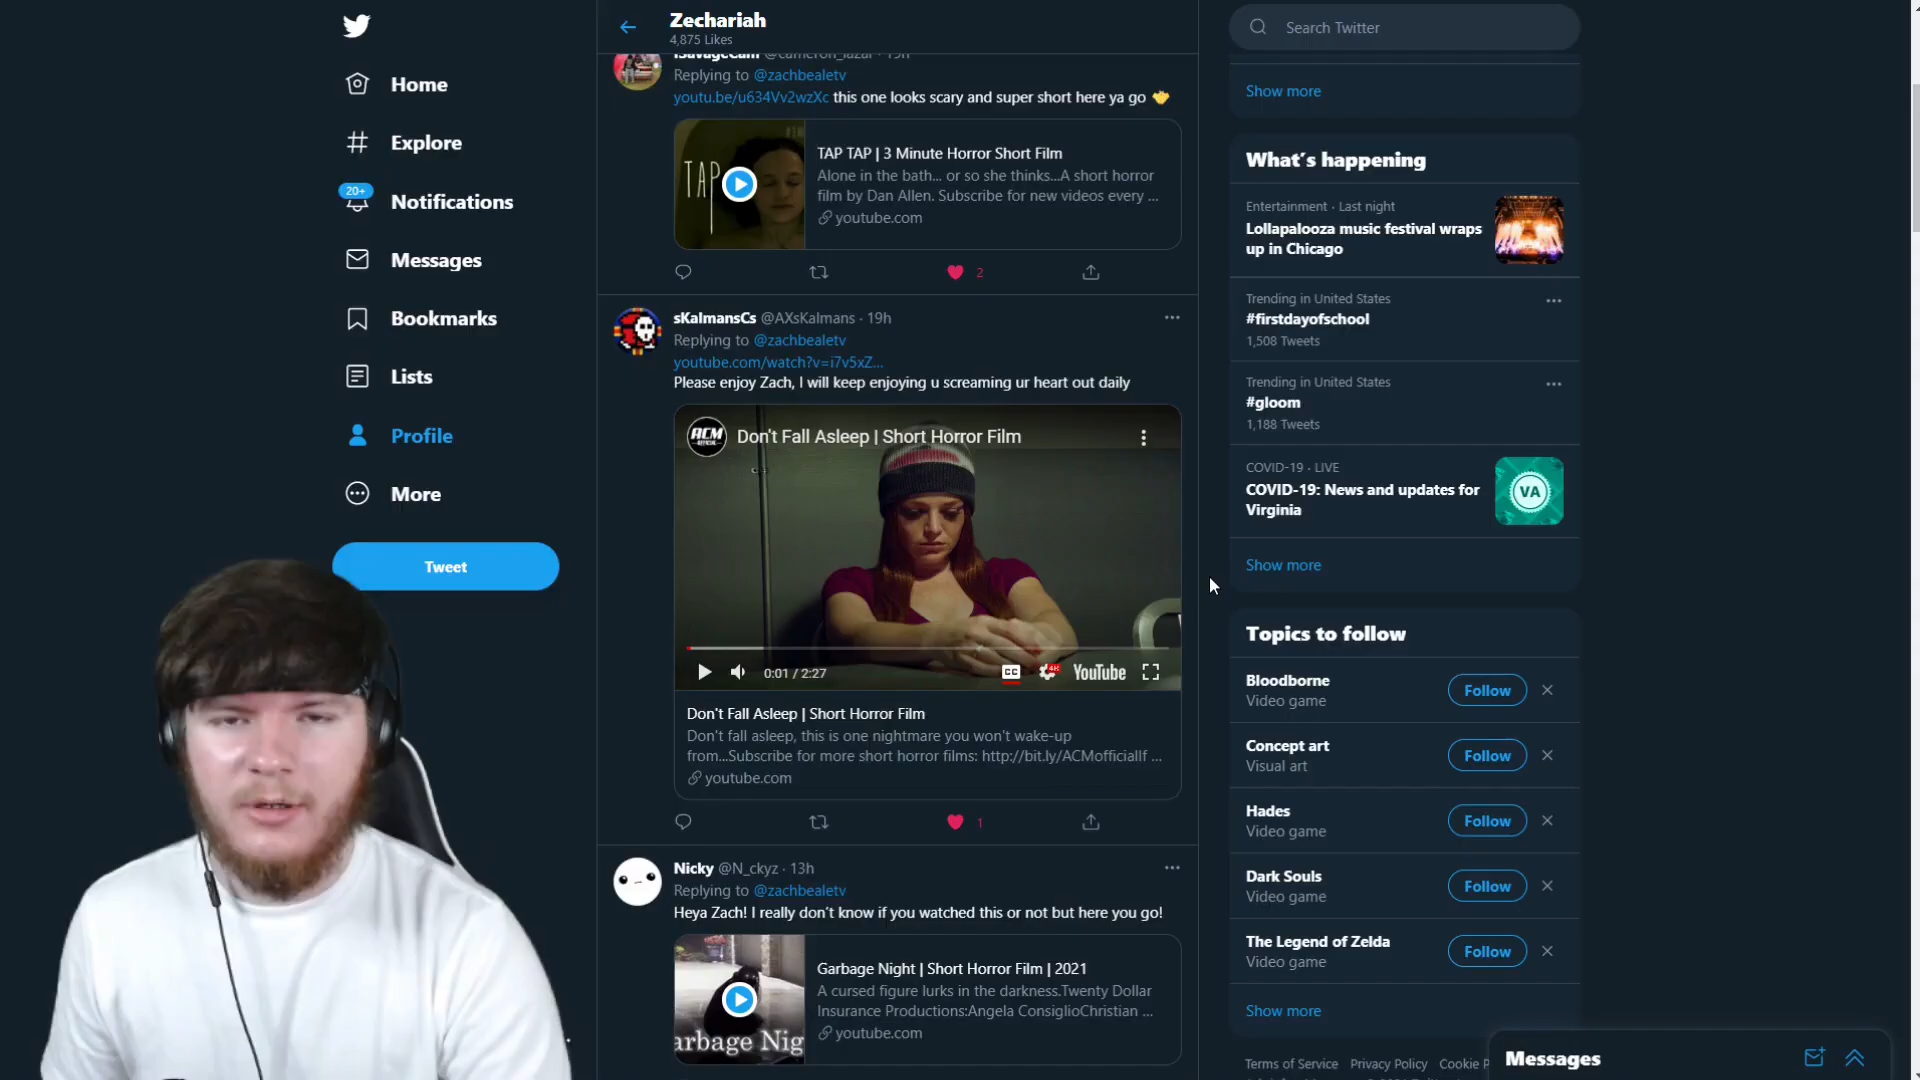 Home
Explore
20+
Notifications
Messages
Bookmarks
Lists
Profile
More
Tweet
Zechariah
4,875 Likes
Replying to @zachbealetv
youtu.be/u634Vv2wzXc this one looks scary and super short here ya go
TAP
TAP TAP | 3 Minute Horror Short Film
Alone in the bath... or so she thinks...A short horror
film by Dan Allen. Subscribe for new videos every ...
youtube.com
2
sKalmansCs @AXsKalmans · 19h
Replying to @zachbealetv
youtube.com/watch?v=i7v5xZ...
Please enjoy Zach, I will keep enjoying u screaming ur heart out daily
ACM
Don't Fall Asleep | Short Horror Film
0:01 / 2:27
CC
4K
YouTube
Don't Fall Asleep | Short Horror Film
Don't fall asleep, this is one nightmare you won't wake-up
from...Subscribe for more short horror films: http://bit.ly/ACMofficialIf ...
youtube.com
1
Nicky @N_ckyz · 13h
Replying to @zachbealetv
Heya Zach! I really don't know if you watched this or not but here you go!
arbage Nig
Garbage Night | Short Horror Film | 2021
A cursed figure lurks in the darkness.Twenty Dollar
Insurance Productions:Angela ConsiglioChristian ...
youtube.com
Search Twitter
Show more
What's happening
Entertainment · Last night
Lollapalooza music festival wraps
up in Chicago
Trending in United States
#firstdayofschool
1,508 Tweets
Trending in United States
#gloom
1,188 Tweets
COVID-19 · LIVE
COVID-19: News and updates for
Virginia
VA
Show more
Topics to follow
Bloodborne
Video game
Follow
Concept art
Visual art
Follow
Hades
Video game
Follow
Dark Souls
Video game
Follow
The Legend of Zelda
Video game
Follow
Show more
Terms of Service Privacy Policy Cookie P
Messages